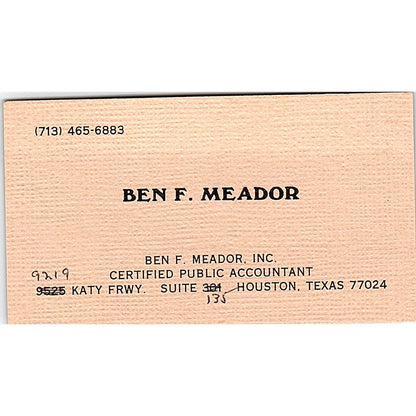 (713) 465-6883
BEN F. MEADOR
BEN F. MEADOR, INC.
CERTIFIED PUBLIC ACCOUNTANT
9219
9525 KATY FRWY. SUITE 301 HOUSTON, TEXAS 77024
135